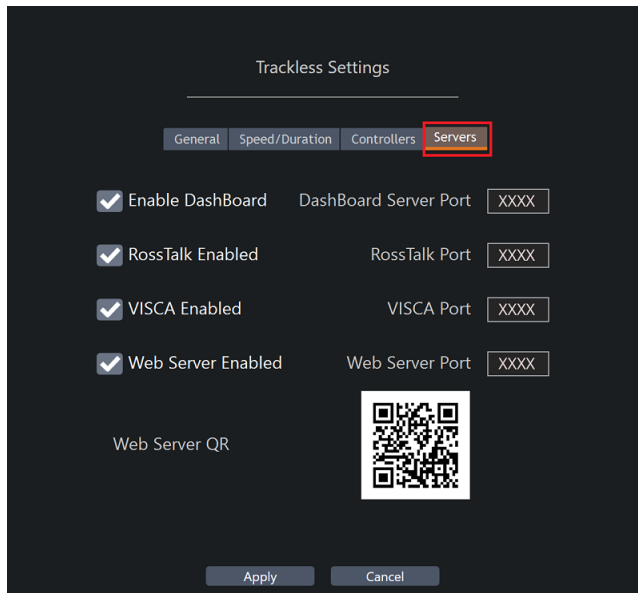 Trackless Settings
General Speed/Duration Controllers Servers
Enable DashBoard DashBoard Server Port XXXX
RossTalk Enabled RossTalk Port XXXX
VISCA Enabled VISCA Port XXXX
Web Server Enabled Web Server Port XXXX
Web Server QR
Apply Cancel